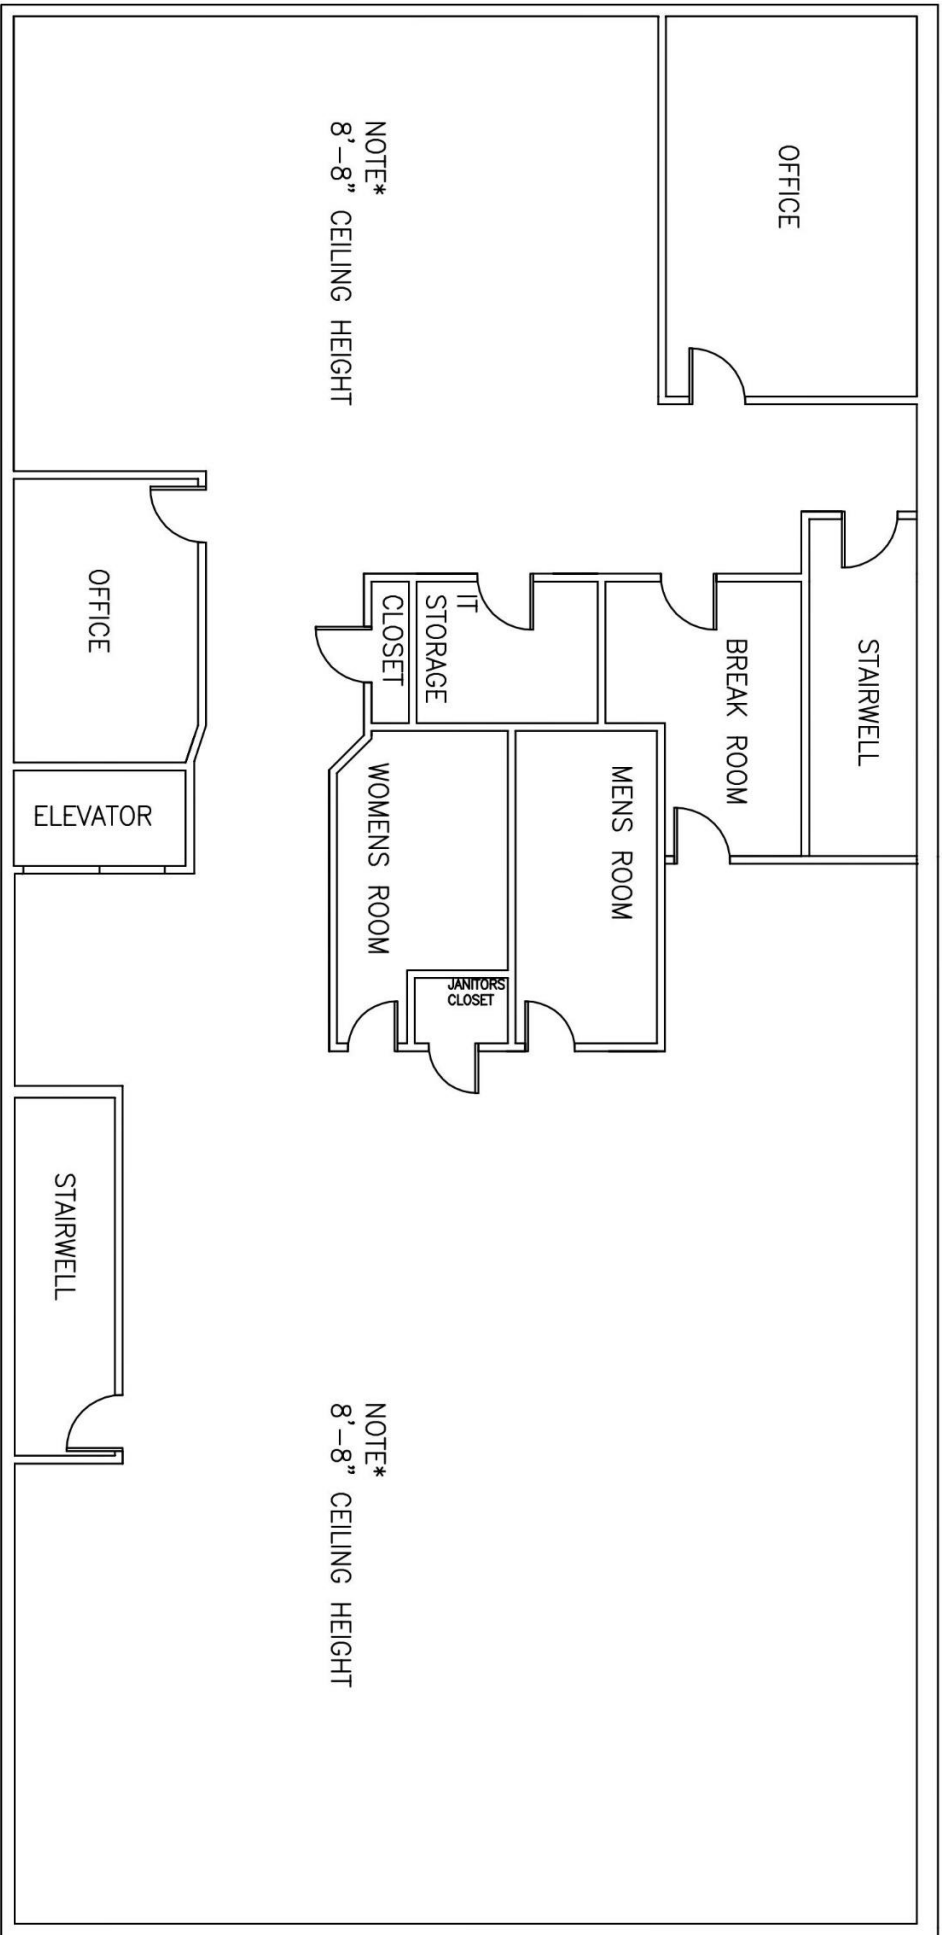 OFFICE
NOTE*
8'-8" CEILING HEIGHT
STAIRWELL
BREAK ROOM
IT
STORAGE
CLOSET
OFFICE
MENS ROOM
WOMENS ROOM
ELEVATOR
JANITORS
CLOSET
STAIRWELL
NOTE*
8'-8" CEILING HEIGHT